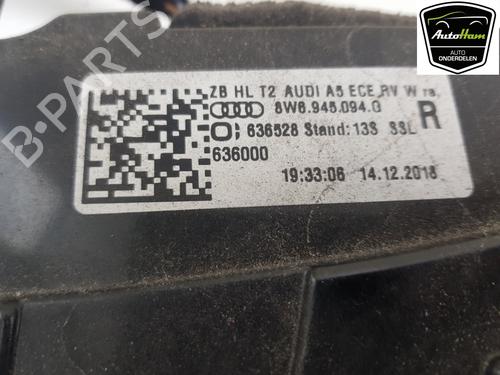 AutoHam
AUTO
ONDERDELEN
ZB HL T2 AUDI A5 ECE RV W re.
8W6.945.094.G
636528 Stand: 13S SSL R
636000
19:33:06 14.12.2018
B-PARTS